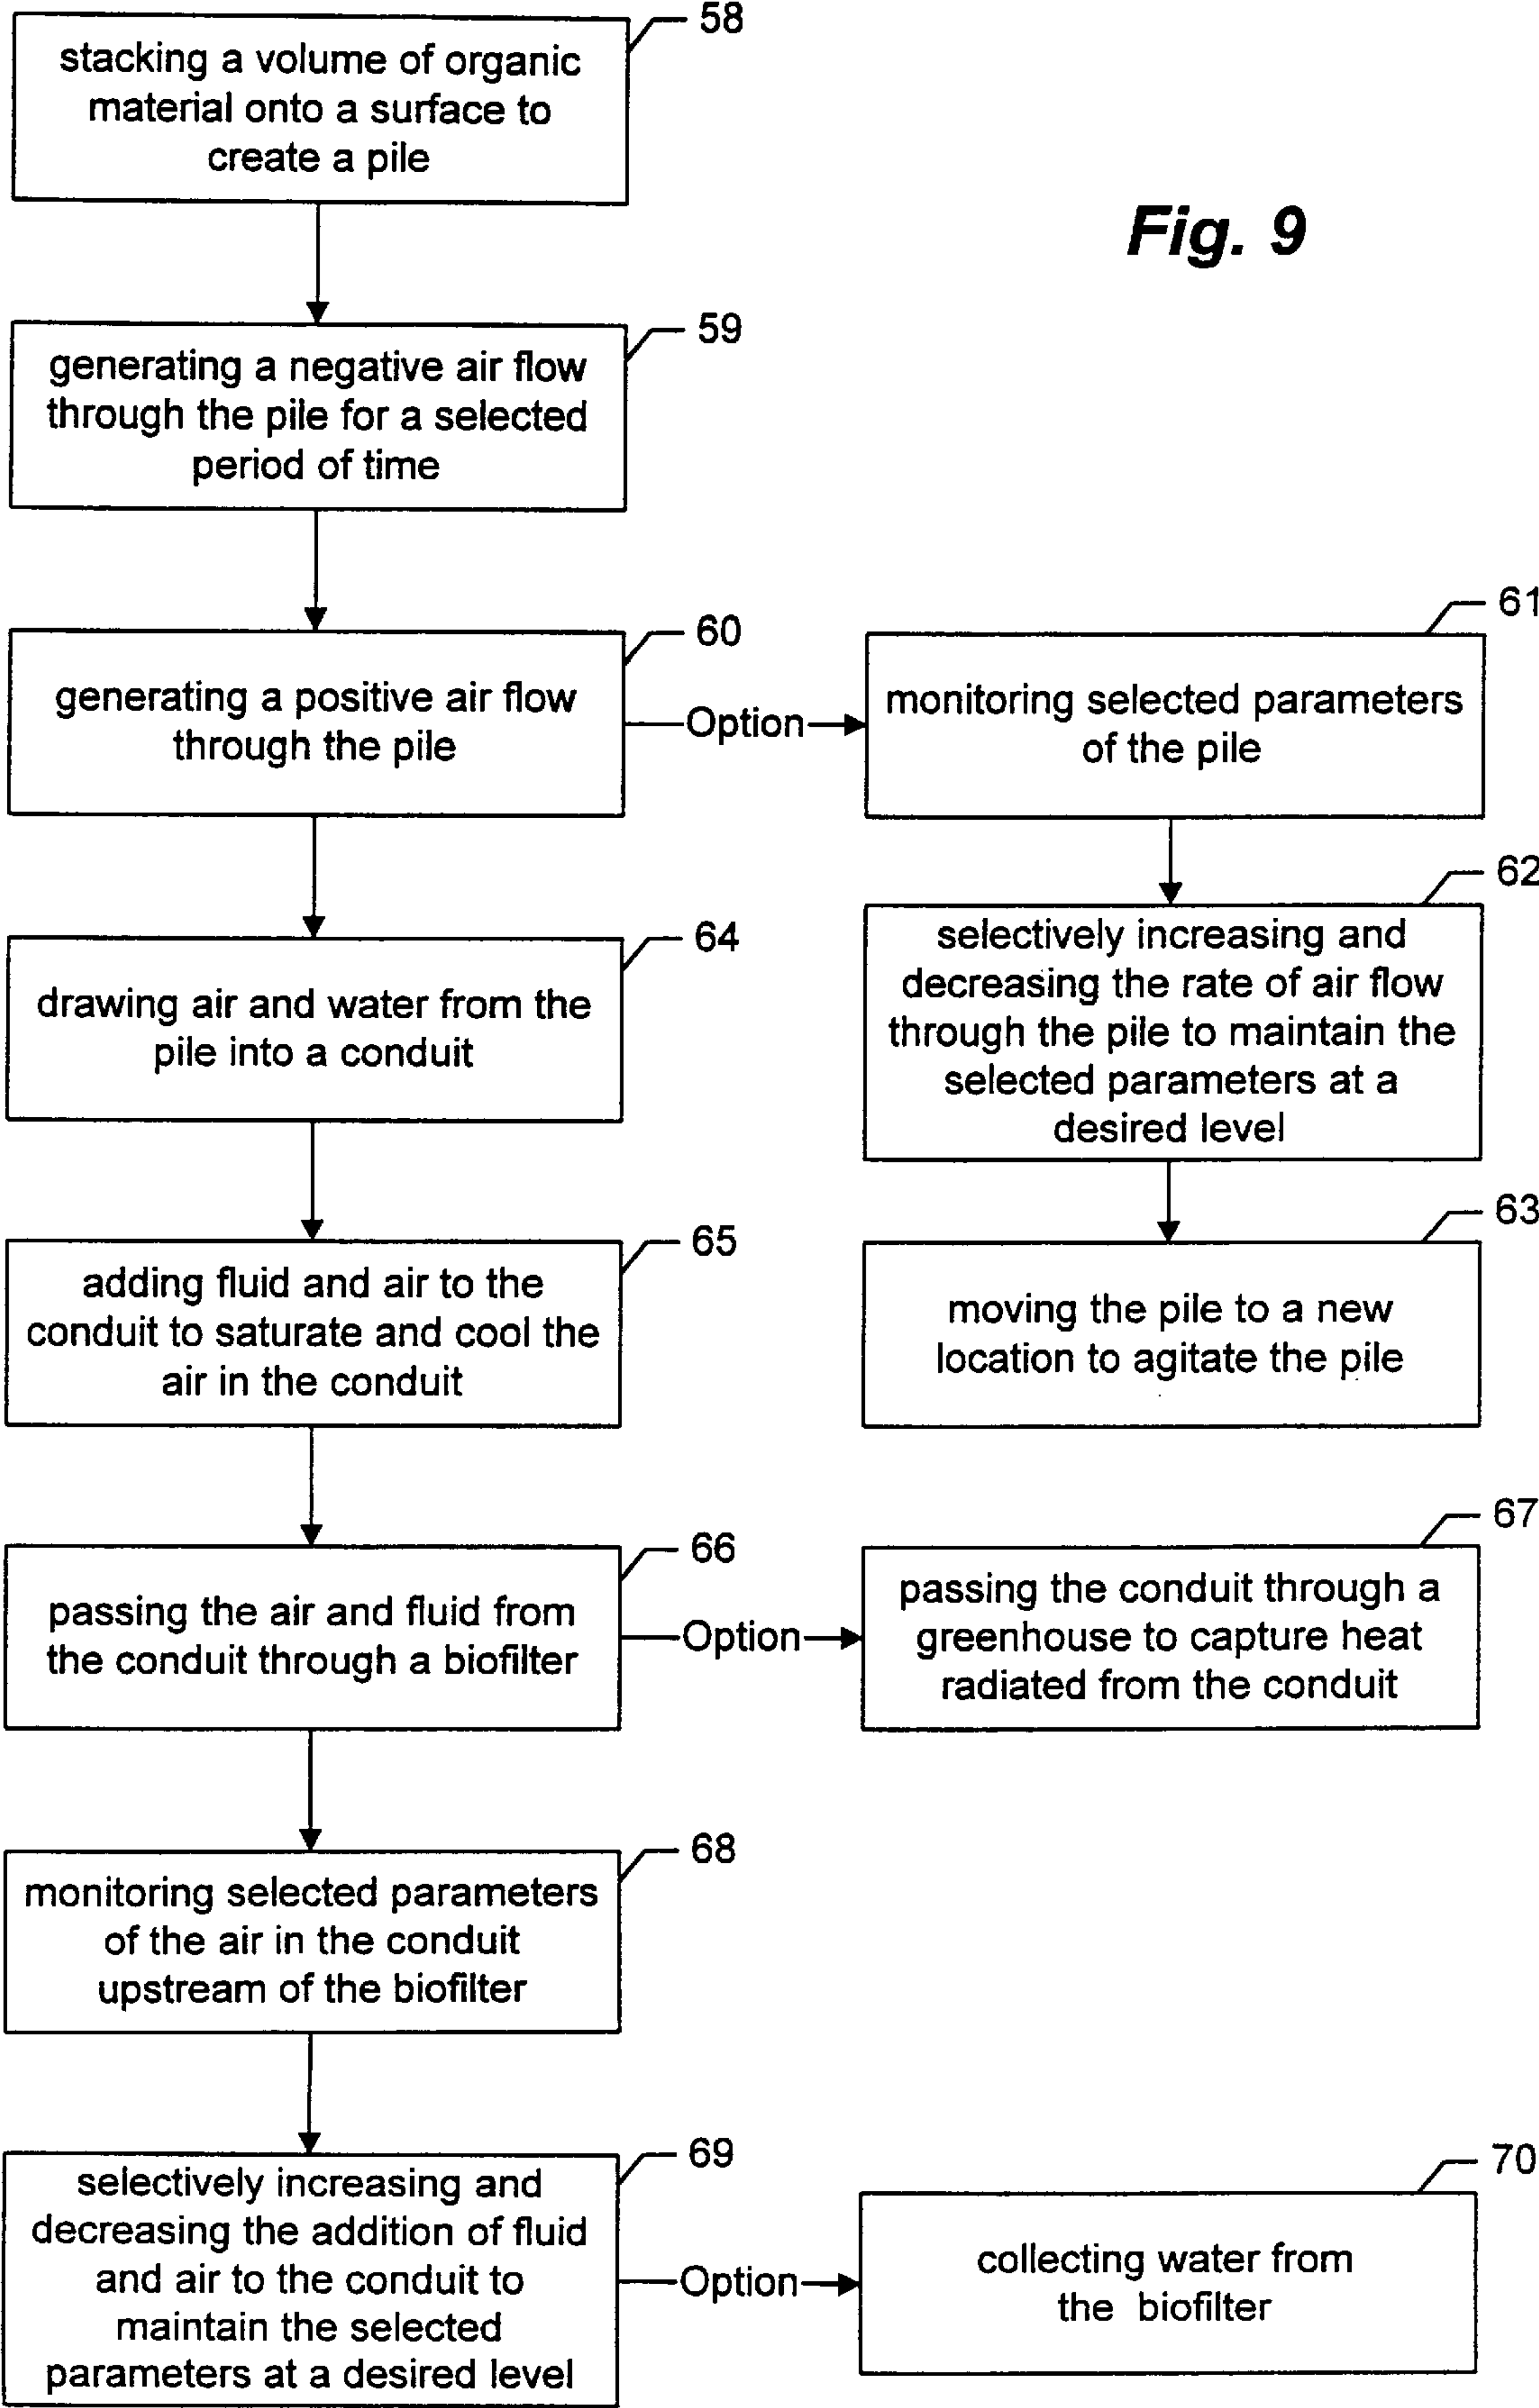 58
stacking a volume of organic
material onto a surface to
create a pile
Fig. 9
59
generating a negative air flow
through the pile for a selected
period of time
60
generating a positive air flow
through the pile
Option
61
monitoring selected parameters
of the pile
62
selectively increasing and
decreasing the rate of air flow
through the pile to maintain the
selected parameters at a
desired level
63
moving the pile to a new
location to agitate the pile
64
drawing air and water from the
pile into a conduit
65
adding fluid and air to the
conduit to saturate and cool the
air in the conduit
66
passing the air and fluid from
the conduit through a biofilter
Option
67
passing the conduit through a
greenhouse to capture heat
radiated from the conduit
68
monitoring selected parameters
of the air in the conduit
upstream of the biofilter
69
selectively increasing and
decreasing the addition of fluid
and air to the conduit to
maintain the selected
parameters at a desired level
Option
70
collecting water from
the biofilter